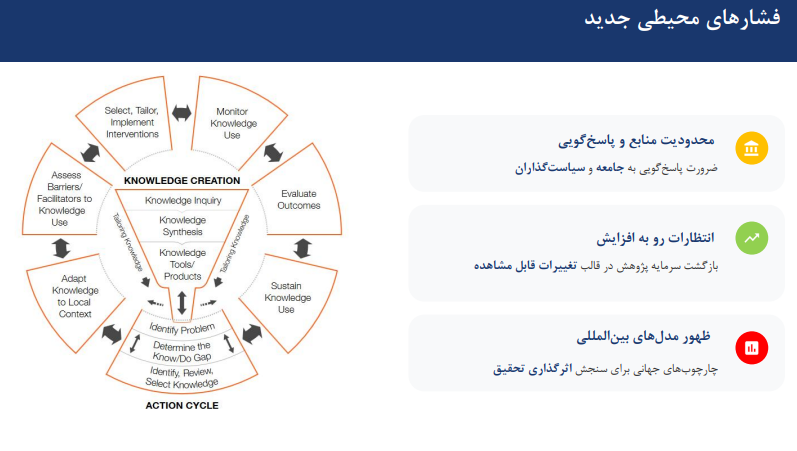 فشارهای محیطی جدید
محدودیت منابع و پاسخ‌گویی
ضرورت پاسخ‌گویی به جامعه و سیاست‌گذاران
انتظارات رو به افزایش
بازگشت سرمایه پژوهش در قالب تغییرات قابل مشاهده
ظهور مدل‌های بین‌المللی
چارچوب‌های جهانی برای سنجش اثرگذاری تحقیق
Select, Tailor,
Implement
Interventions
Monitor
Knowledge
Use
Assess
Barriers/
Facilitators to
Knowledge
Use
Evaluate
Outcomes
Adapt
Knowledge
to Local
Context
Sustain
Knowledge
Use
KNOWLEDGE CREATION
Knowledge Inquiry
Knowledge
Synthesis
Knowledge
Tools/
Products
Tailoring Knowledge
Tailoring Knowledge
Identify Problem
Determine the
Know/Do Gap
Identify, Review,
Select Knowledge
ACTION CYCLE